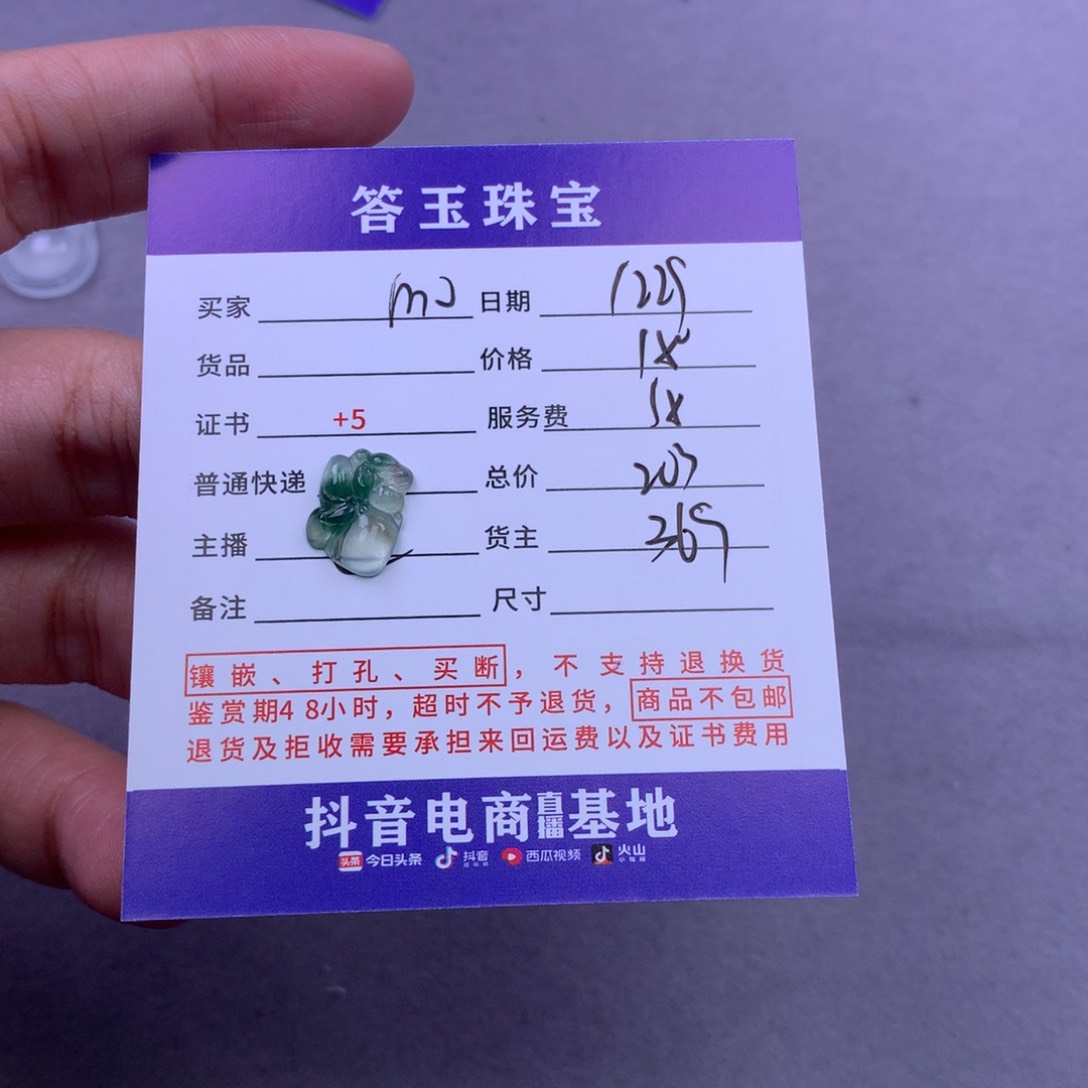 答玉珠宝
买家 日期 1229
货品 价格
证书 +5 服务费
普通快递 总价 203
主播 货主 369
备注 尺寸
镶嵌、打孔、买断，不支持退换货
鉴赏期48小时，超时不予退货，商品不包邮
退货及拒收需要承担来回运费以及证书费用
抖音电商直播基地
头条 今日头条 抖音 西瓜视频 火山